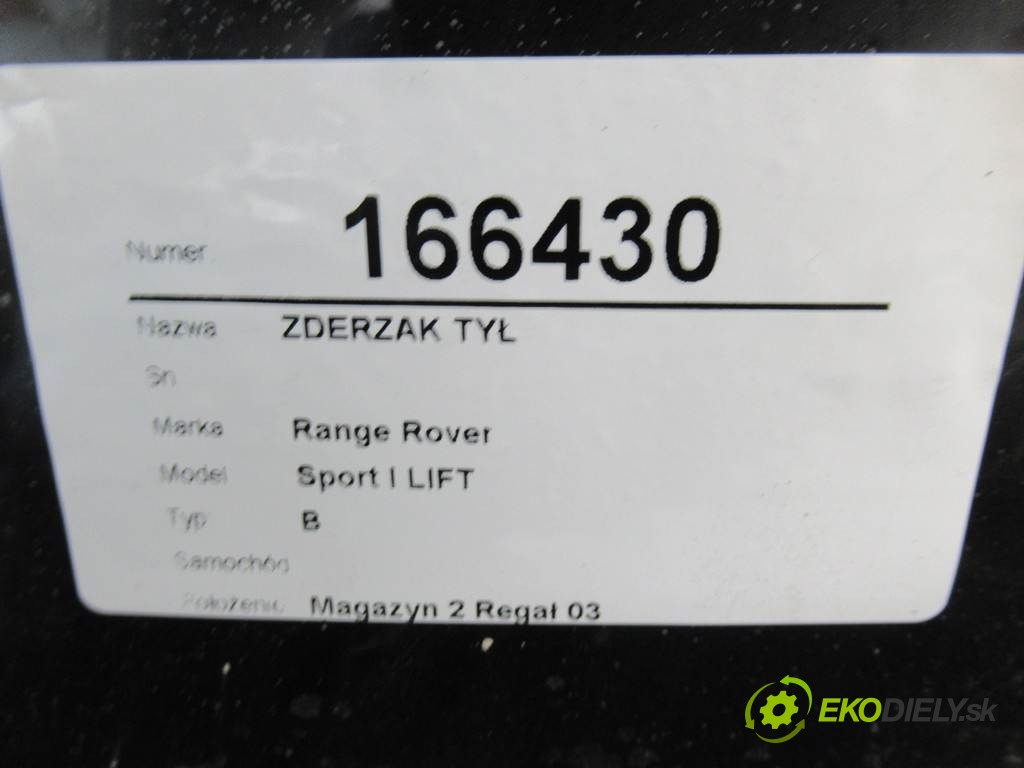 Numer 166430
Nazwa ZDERZAK TYŁ
Sn
Marka Range Rover
Model Sport I LIFT
Typ B
Samochód
Położenie Magazyn 2 Regał 03
EKODIELY.sk